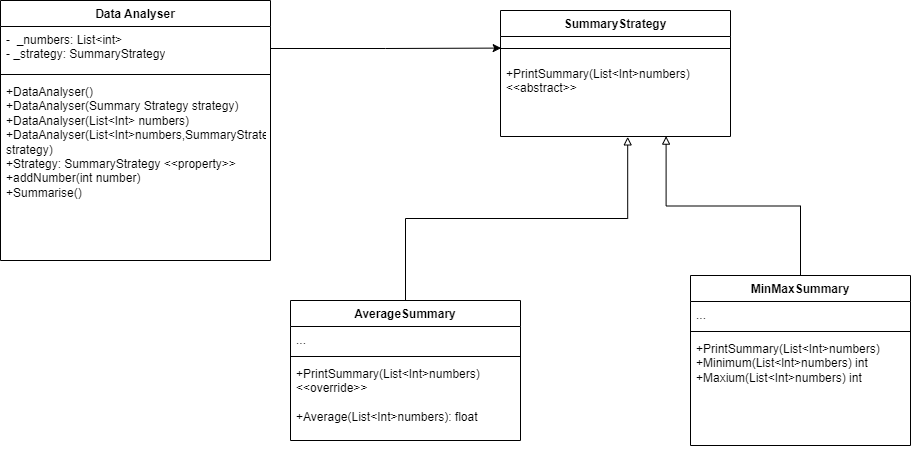 Data Analyser
- _numbers: List<int>
- _strategy: SummaryStrategy
+DataAnalyser()
+DataAnalyser(Summary Strategy strategy)
+DataAnalyser(List<Int> numbers)
+DataAnalyser(List<Int>numbers,SummaryStrate
strategy)
+Strategy: SummaryStrategy <<property>>
+addNumber(int number)
+Summarise()
SummaryStrategy
+PrintSummary(List<Int>numbers)
<<abstract>>
AverageSummary
...
+PrintSummary(List<Int>numbers)
<<override>>
+Average(List<Int>numbers): float
MinMaxSummary
...
+PrintSummary(List<Int>numbers)
+Minimum(List<Int>numbers) int
+Maxium(List<Int>numbers) int